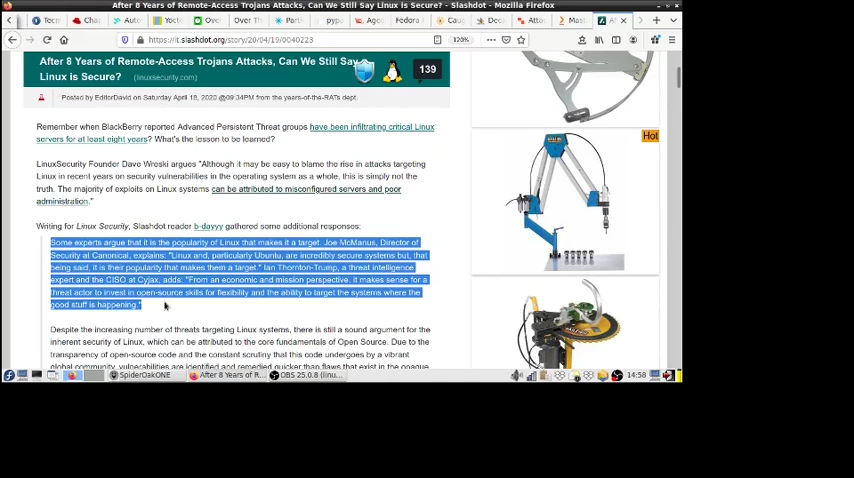 After 8 Years of Remote-Access Trojans Attacks, Can We Still Say Linux is Secure? - Slashdot - Mozilla Firefox
https://it.slashdot.org/story/20/04/19/0040223
120%
After 8 Years of Remote-Access Trojans Attacks, Can We Still Say
Linux is Secure? (linuxsecurity.com)
139
Posted by EditorDavid on Saturday April 18, 2020 @09:34PM from the years-of-the-RATs dept.
Hot
Remember when BlackBerry reported Advanced Persistent Threat groups have been infiltrating critical Linux
servers for at least eight years? What's the lesson to be learned?
LinuxSecurity Founder Dave Wreski argues "Although it may be easy to blame the rise in attacks targeting
Linux in recent years on security vulnerabilities in the operating system as a whole, this is simply not the
truth. The majority of exploits on Linux systems can be attributed to misconfigured servers and poor
administration."
Writing for Linux Security, Slashdot reader b-dayyy gathered some additional responses:
Some experts argue that it is the popularity of Linux that makes it a target. Joe McManus, Director of
Security at Canonical, explains: "Linux and, particularly Ubuntu, are incredibly secure systems but, that
being said, it is their popularity that makes them a target." Ian Thornton-Trump, a threat intelligence
expert and the CISO at Cyjax, adds: "From an economic and mission perspective, it makes sense for a
threat actor to invest in open-source skills for flexibility and the ability to target the systems where the
good stuff is happening."
Despite the increasing number of threats targeting Linux systems, there is still a sound argument for the
inherent security of Linux, which can be attributed to the core fundamentals of Open Source. Due to the
transparency of open-source code and the constant scrutiny that this code undergoes by a vibrant
global community, vulnerabilities are identified and remedied quicker than flaws that exist in the opaque
SpiderOakONE
After 8 Years of R...
OBS 25.0.8 (linu...
14:58